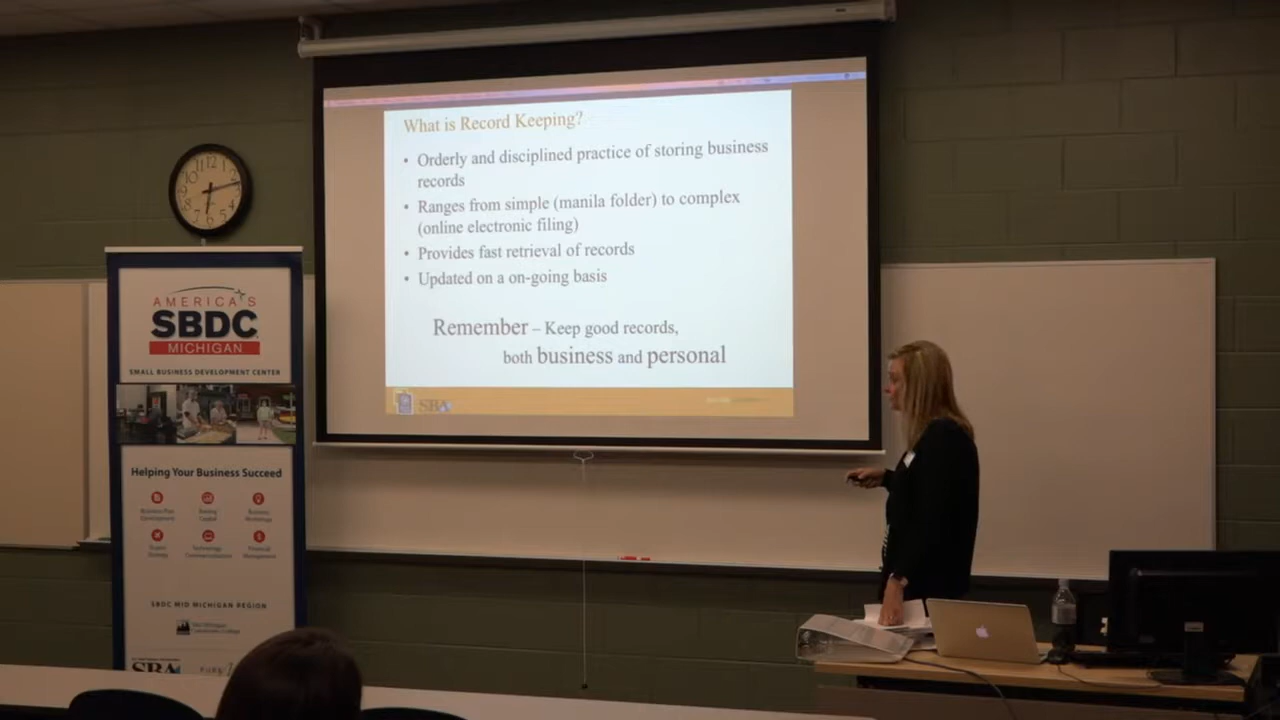 What is Record Keeping?
• Orderly and disciplined practice of storing business
records
• Ranges from simple (manila folder) to complex
(online electronic filing)
• Provides fast retrieval of records
• Updated on a on-going basis
Remember – Keep good records,
both business and personal
SBA
AMERICA'S
SBDC
MICHIGAN
SMALL BUSINESS DEVELOPMENT CENTER
Helping Your Business Succeed
Business Plan
Development
Raising
Capital
Business
Workshops
Export
Strategy
Technology
Commercialization
Financial
Management
SBDC MID MICHIGAN REGION
SBA